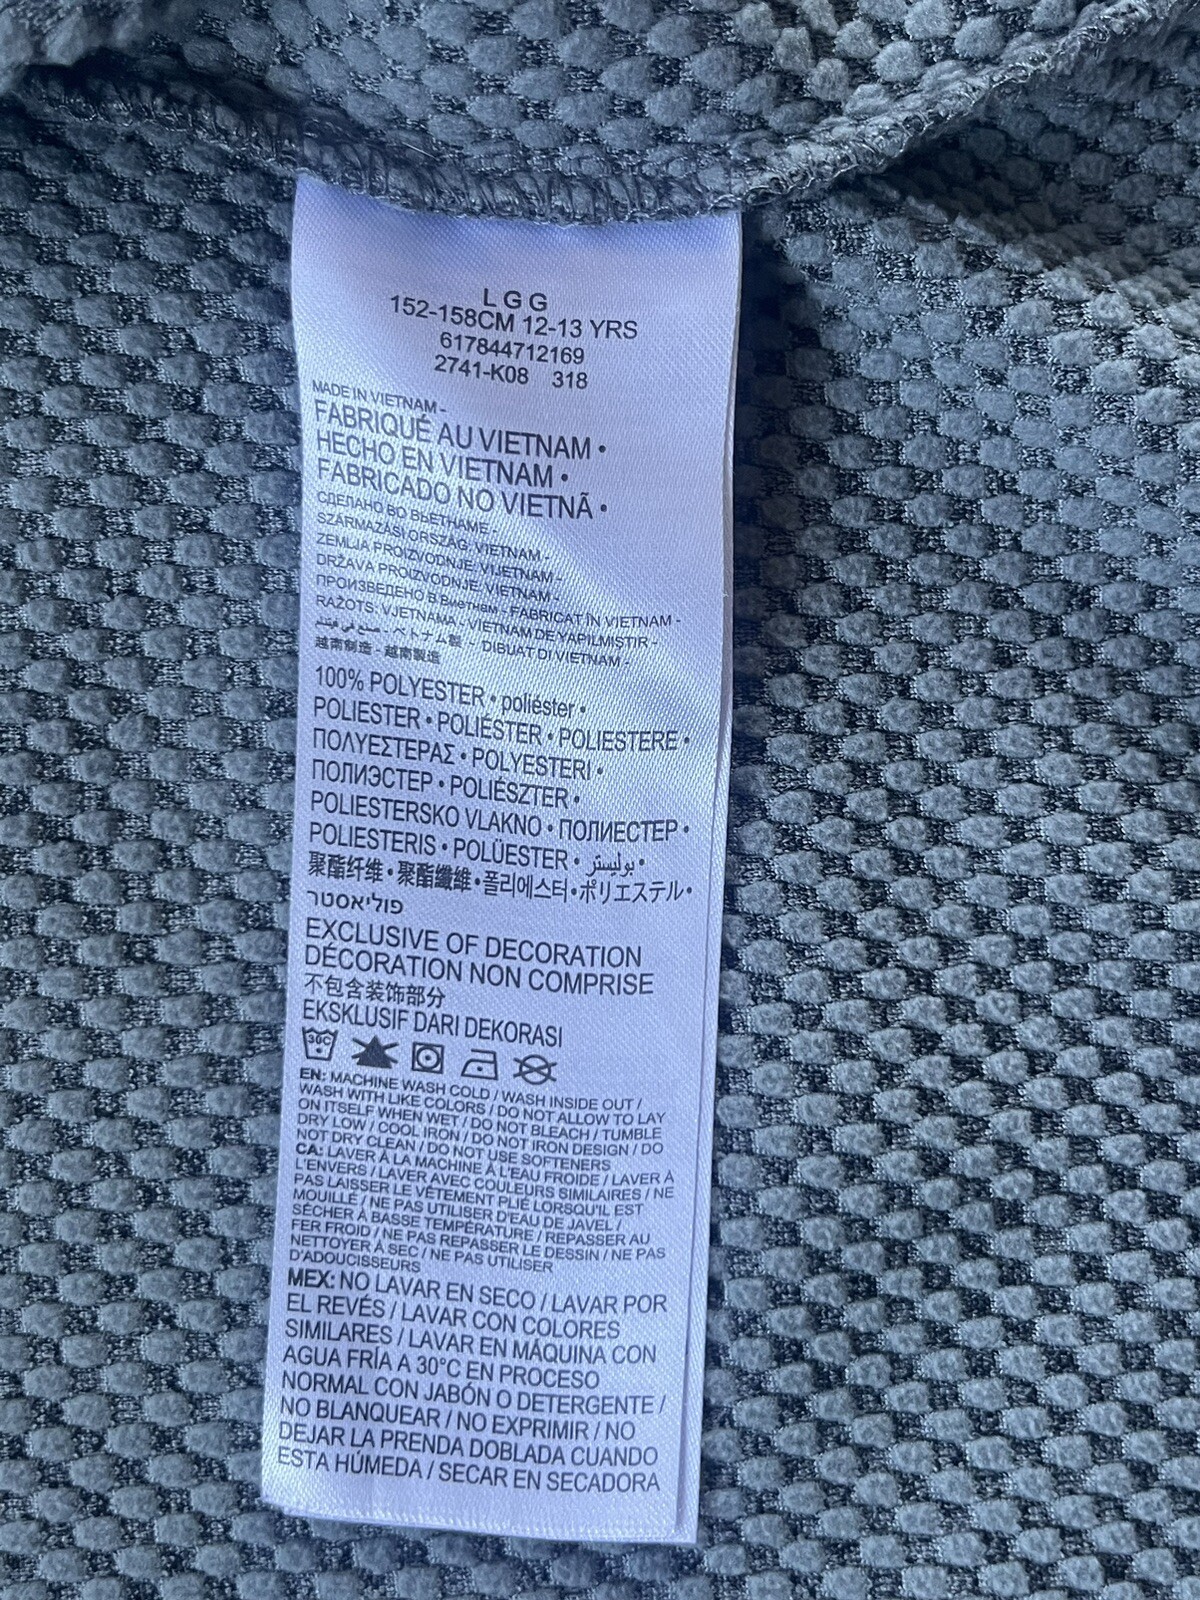 L G G
152-158CM 12-13 YRS
617844712169
2741-K08 318
MADE IN VIETNAM -
FABRIQUÉ AU VIETNAM •
HECHO EN VIETNAM •
FABRICADO NO VIETNÃ •
СДЕЛАНО ВО ВЬЕТНАМЕ -
SZÁRMAZÁSI ORSZÁG: VIETNAM -
ZEMLJA PROIZVODNJE: VIJETNAM -
DRŽAVA PROIZVODNJE: VIETNAM -
ПРОИЗВЕДЕНО В Виетнам - FABRICAT ÎN VIETNAM -
RAŽOTS: VJETNAMA - VIETNAM DE YAPILMIŞTIR -
صنع في فيتنام - ベトナム製 - DIBUAT DI VIETNAM -
越南制造 - 越南製造
100% POLYESTER • poliéster •
POLIESTER • POLIÉSTER • POLIESTERE •
ΠΟΛΥΕΣΤΕΡΑΣ • POLYESTERI •
ПОЛИЭСТЕР • POLIÉSZTER •
POLIESTERSKO VLAKNO • ПОЛИЕСТЕР •
POLIESTERIS • POLÜESTER • بوليستر •
聚酯纤维 • 聚酯纖維 • 폴리에스터 • ポリエステル •
פוליאסטר
EXCLUSIVE OF DECORATION
DÉCORATION NON COMPRISE
不包含装饰部分
EKSKLUSIF DARI DEKORASI
30C
EN: MACHINE WASH COLD / WASH INSIDE OUT /
WASH WITH LIKE COLORS / DO NOT ALLOW TO LAY
ON ITSELF WHEN WET / DO NOT BLEACH / TUMBLE
DRY LOW / COOL IRON / DO NOT IRON DESIGN / DO
NOT DRY CLEAN / DO NOT USE SOFTENERS
CA: LAVER À LA MACHINE À L'EAU FROIDE / LAVER À
L'ENVERS / LAVER AVEC COULEURS SIMILAIRES / NE
PAS LAISSER LE VÊTEMENT PLIÉ LORSQU'IL EST
MOUILLÉ / NE PAS UTILISER D'EAU DE JAVEL /
SÉCHER À BASSE TEMPÉRATURE / REPASSER AU
FER FROID / NE PAS REPASSER LE DESSIN / NE PAS
NETTOYER À SEC / NE PAS UTILISER
D'ADOUCISSEURS
MEX: NO LAVAR EN SECO / LAVAR POR
EL REVÉS / LAVAR CON COLORES
SIMILARES / LAVAR EN MÁQUINA CON
AGUA FRÍA A 30°C EN PROCESO
NORMAL CON JABÓN O DETERGENTE /
NO BLANQUEAR / NO EXPRIMIR / NO
DEJAR LA PRENDA DOBLADA CUANDO
ESTA HÚMEDA / SECAR EN SECADORA